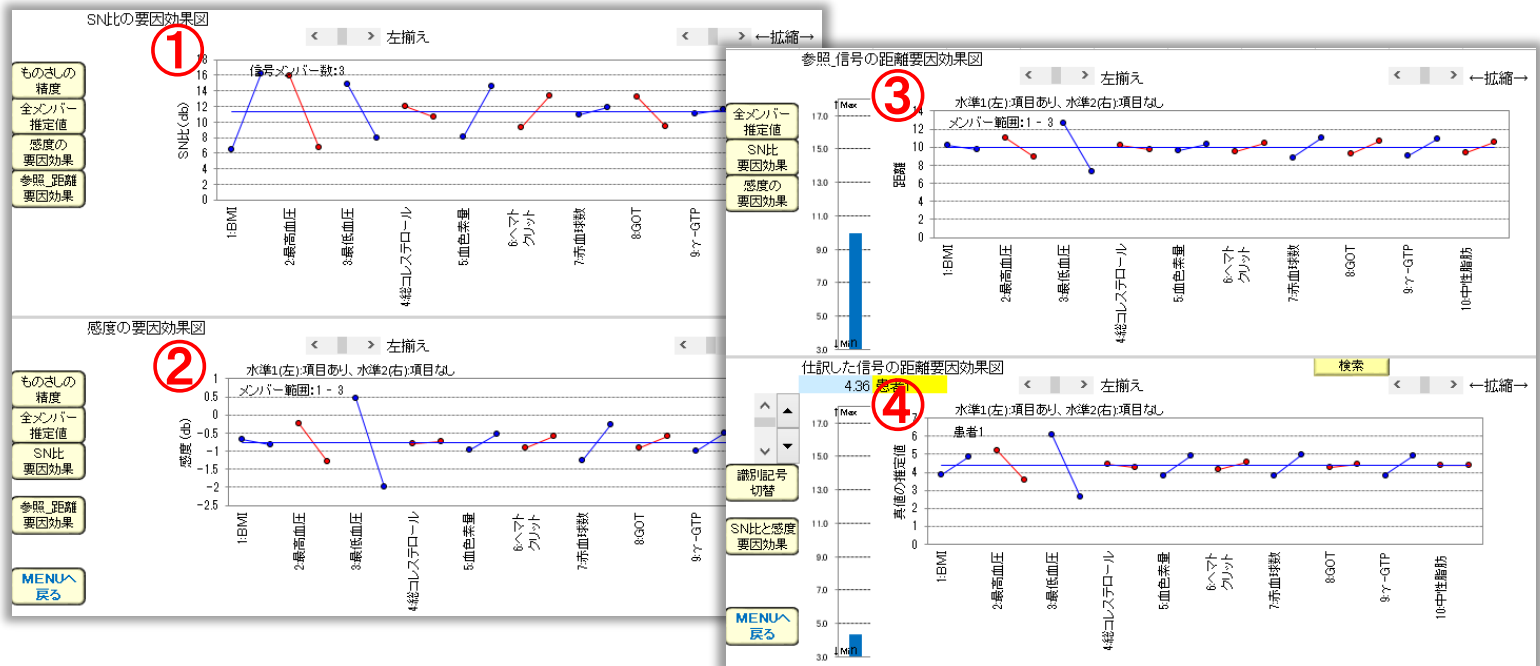 SN比の要因効果図
左揃え
←拡縮→
①
信号メンバー数:3
ものさしの
精度
全メンバー
推定値
感度の
要因効果
参照_距離
要因効果
SN比(db)
18
16
14
12
10
8
6
4
2
0
1:BMI
2:最高血圧
3:最低血圧
4:総コレステロール
5:血色素量
6:ヘマト
クリット
7:赤血球数
8:GOT
9:γ-GTP
感度の要因効果図
左揃え
②
水準1(左):項目あり、水準2(右):項目なし
メンバー範囲:1 - 3
ものさしの
精度
全メンバー
推定値
SN比
要因効果
参照_距離
要因効果
MENUへ
戻る
感度(db)
1
0.5
0
-0.5
-1
-1.5
-2
-2.5
1:BMI
2:最高血圧
3:最低血圧
4:総コレステロール
5:血色素量
6:ヘマト
クリット
7:赤血球数
8:GOT
9:γ-GTP
参照_信号の距離要因効果図
左揃え
←拡縮→
③
水準1(左):項目あり、水準2(右):項目なし
メンバー範囲:1 - 3
全メンバー
推定値
SN比
要因効果
感度の
要因効果
↑Max
17.0
15.0
13.0
11.0
9.0
7.0
5.0
3.0
↓Min
距離
14
12
10
8
6
4
2
0
1:BMI
2:最高血圧
3:最低血圧
4:総コレステロール
5:血色素量
6:ヘマト
クリット
7:赤血球数
8:GOT
9:γ-GTP
10:中性脂肪
仕訳した信号の距離要因効果図
検索
4.36 患者1
左揃え
←拡縮→
④
水準1(左):項目あり、水準2(右):項目なし
患者1
識別記号
切替
SN比と感度
要因効果
MENUへ
戻る
↑Max
17.0
15.0
13.0
11.0
9.0
7.0
5.0
3.0
↓Min
真値の推定値
7
6
5
4
3
2
1
0
1:BMI
2:最高血圧
3:最低血圧
4:総コレステロール
5:血色素量
6:ヘマト
クリット
7:赤血球数
8:GOT
9:γ-GTP
10:中性脂肪